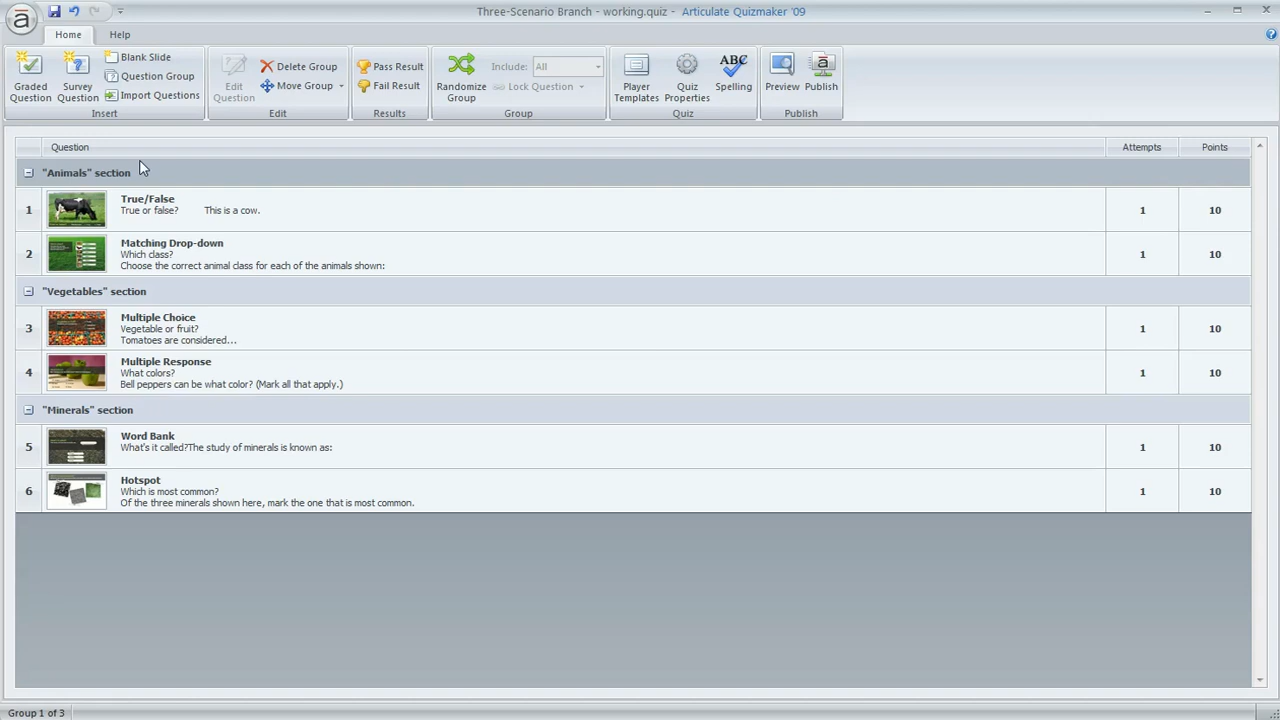 Three-Scenario Branch - working.quiz - Articulate Quizmaker '09
Home Help
Graded Question
Survey Question
Blank Slide
Question Group
Import Questions
Insert
Edit Question
Delete Group
Move Group
Edit
Pass Result
Fail Result
Results
Randomize Group
Include: All
Lock Question
Group
Player Templates
Quiz Properties
ABC
Spelling
Quiz
Preview
Publish
Publish
Question Attempts Points
"Animals" section
1 True/False 1 10
True or false? This is a cow.
2 Matching Drop-down 1 10
Which class?
Choose the correct animal class for each of the animals shown:
"Vegetables" section
3 Multiple Choice 1 10
Vegetable or fruit?
Tomatoes are considered...
4 Multiple Response 1 10
What colors?
Bell peppers can be what color? (Mark all that apply.)
"Minerals" section
5 Word Bank 1 10
What's it called?The study of minerals is known as:
6 Hotspot 1 10
Which is most common?
Of the three minerals shown here, mark the one that is most common.
Group 1 of 3